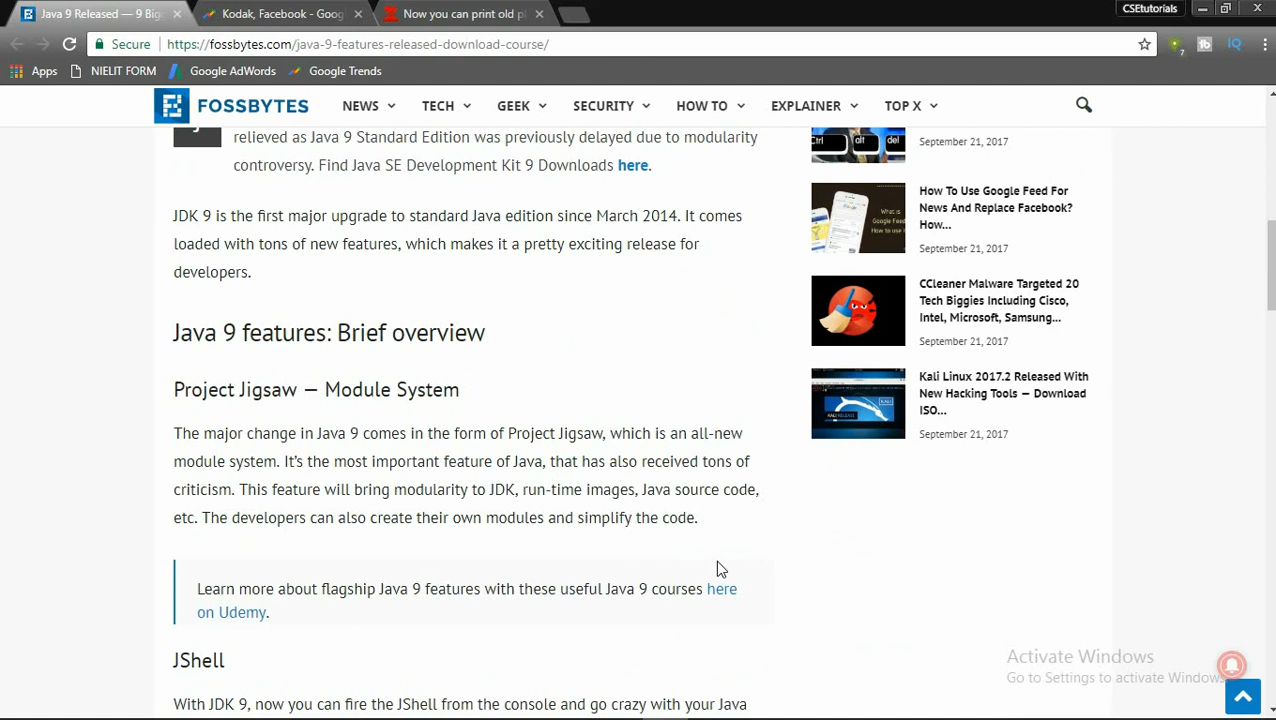 Java 9 Released — 9 Big
Kodak, Facebook - Goog
Now you can print old pl
CSEtutorials
Secure
https://fossbytes.com/java-9-features-released-download-course/
7
IQ
Apps
NIELIT FORM
Google AdWords
Google Trends
FOSSBYTES
NEWS
TECH
GEEK
SECURITY
HOW TO
EXPLAINER
TOP X
relieved as Java 9 Standard Edition was previously delayed due to modularity
controversy. Find Java SE Development Kit 9 Downloads here.
JDK 9 is the first major upgrade to standard Java edition since March 2014. It comes
loaded with tons of new features, which makes it a pretty exciting release for
developers.
Java 9 features: Brief overview
Project Jigsaw — Module System
The major change in Java 9 comes in the form of Project Jigsaw, which is an all-new
module system. It's the most important feature of Java, that has also received tons of
criticism. This feature will bring modularity to JDK, run-time images, Java source code,
etc. The developers can also create their own modules and simplify the code.
Learn more about flagship Java 9 features with these useful Java 9 courses here
on Udemy.
JShell
With JDK 9, now you can fire the JShell from the console and go crazy with your Java
Ctrl
alt
del
September 21, 2017
What is
Google Feed
How To Use Google Feed For
News And Replace Facebook?
How...
September 21, 2017
CCleaner Malware Targeted 20
Tech Biggies Including Cisco,
Intel, Microsoft, Samsung...
September 21, 2017
Kali Linux 2017.2 Released With
New Hacking Tools — Download
ISO...
September 21, 2017
Activate Windows
Go to Settings to activate Windows.